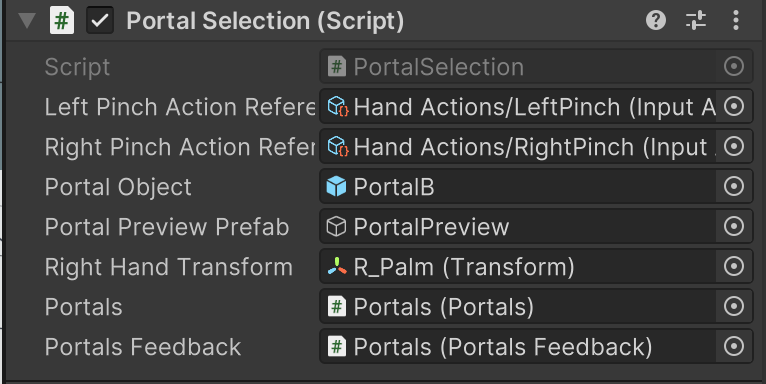 Portal Selection (Script)
Script PortalSelection
Left Pinch Action Refere Hand Actions/LeftPinch (Input A
Right Pinch Action Refer Hand Actions/RightPinch (Input
Portal Object PortalB
Portal Preview Prefab PortalPreview
Right Hand Transform R_Palm (Transform)
Portals Portals (Portals)
Portals Feedback Portals (Portals Feedback)